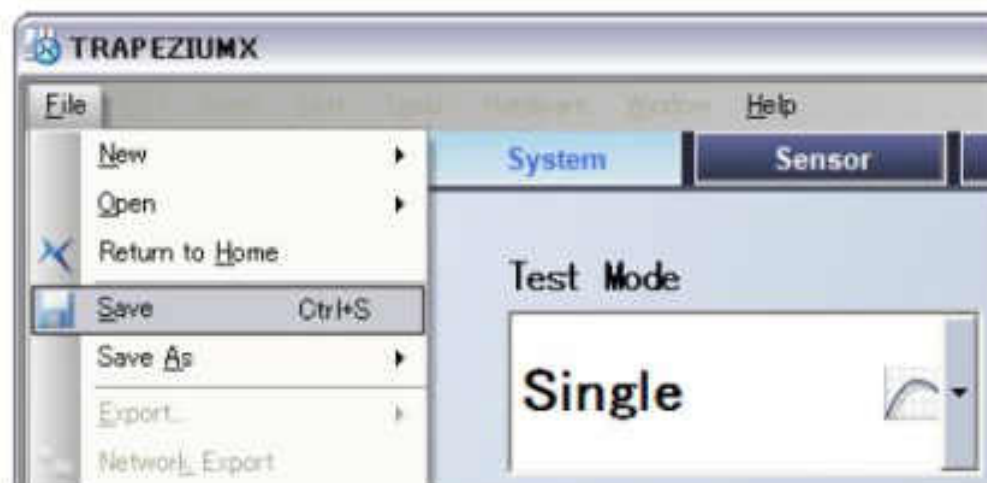 TRAPEZIUMX
File Help
New
Open
Return to Home
Save Ctrl+S
Save As
Export...
Network Export
System Sensor
Test Mode
Single